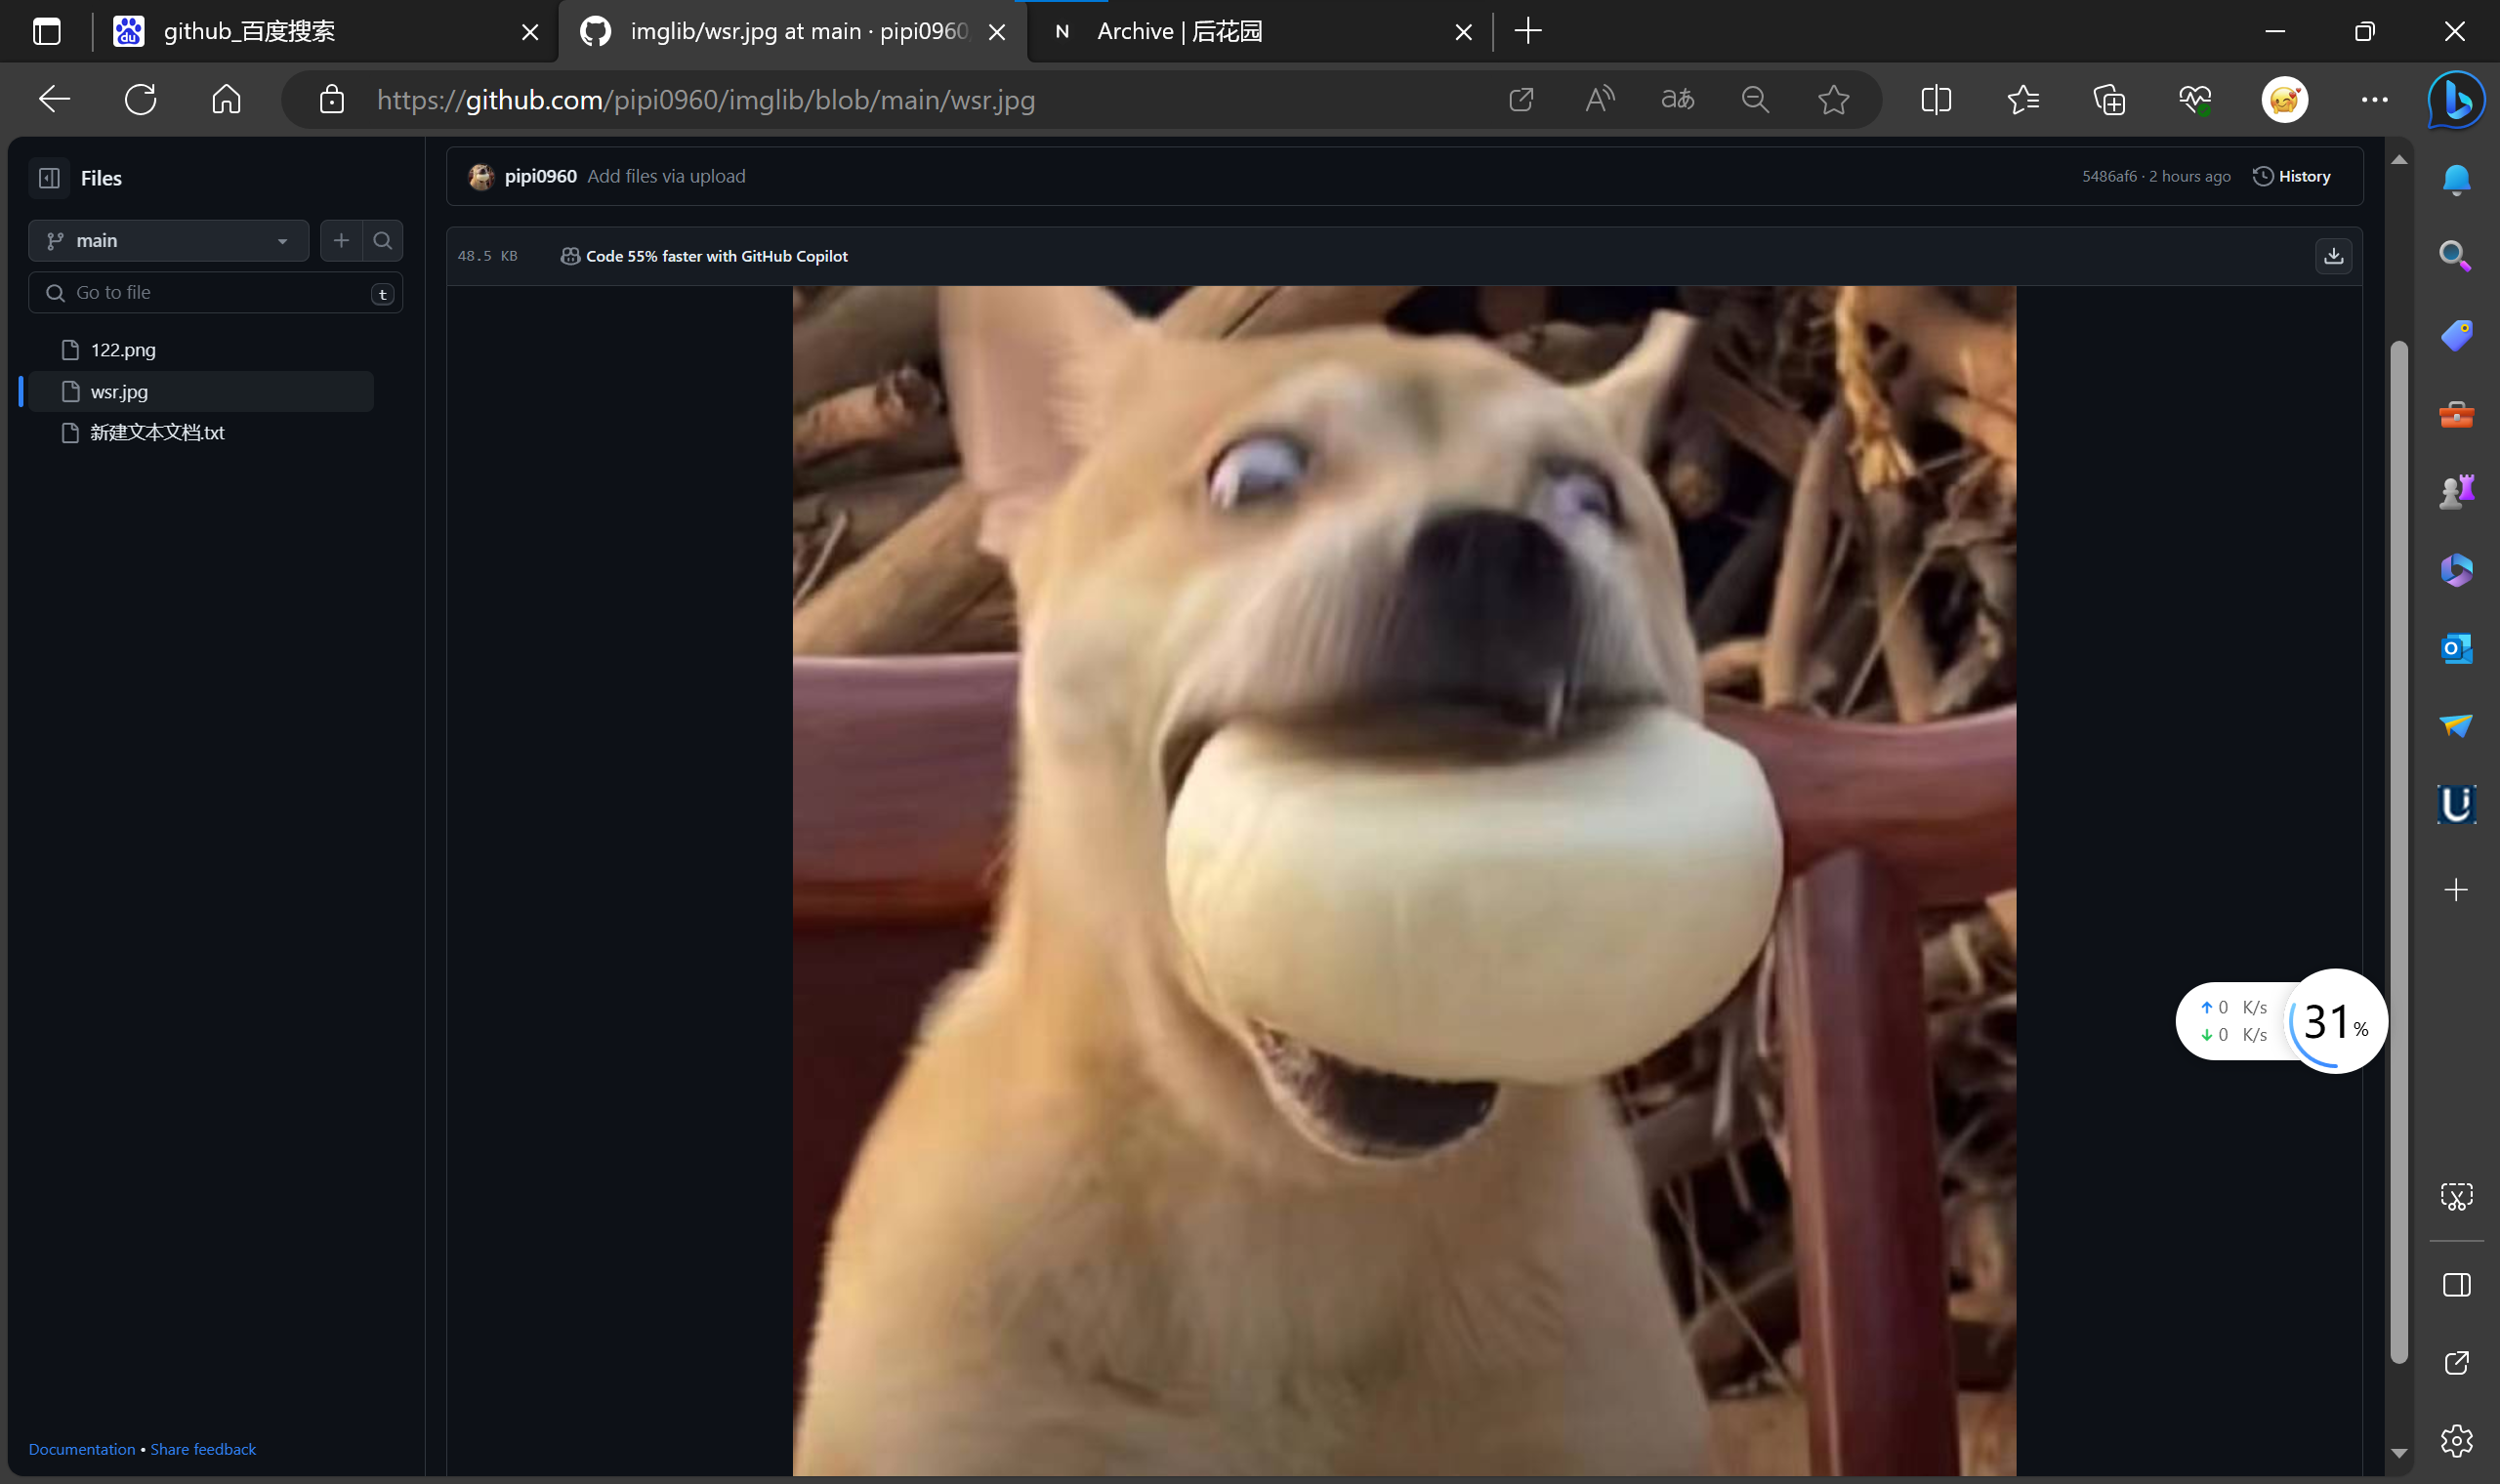 github_百度搜索
imglib/wsr.jpg at main · pipi0960
N Archive | 后花园
https://github.com/pipi0960/imglib/blob/main/wsr.jpg
Files
pipi0960 Add files via upload
5486af6 · 2 hours ago
History
main
48.5 KB
Code 55% faster with GitHub Copilot
Go to file
t
122.png
wsr.jpg
新建文本文档.txt
↑ 0 K/s
↓ 0 K/s
31%
Documentation • Share feedback